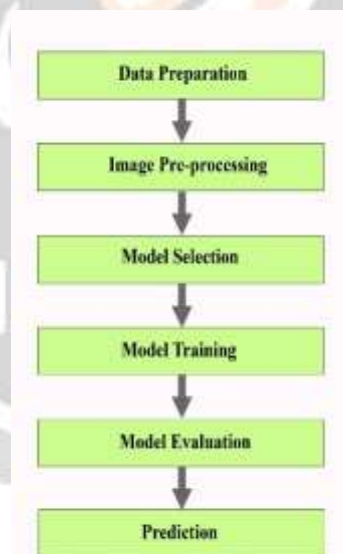 Data Preparation
Image Pre-processing
Model Selection
Model Training
Model Evaluation
Prediction